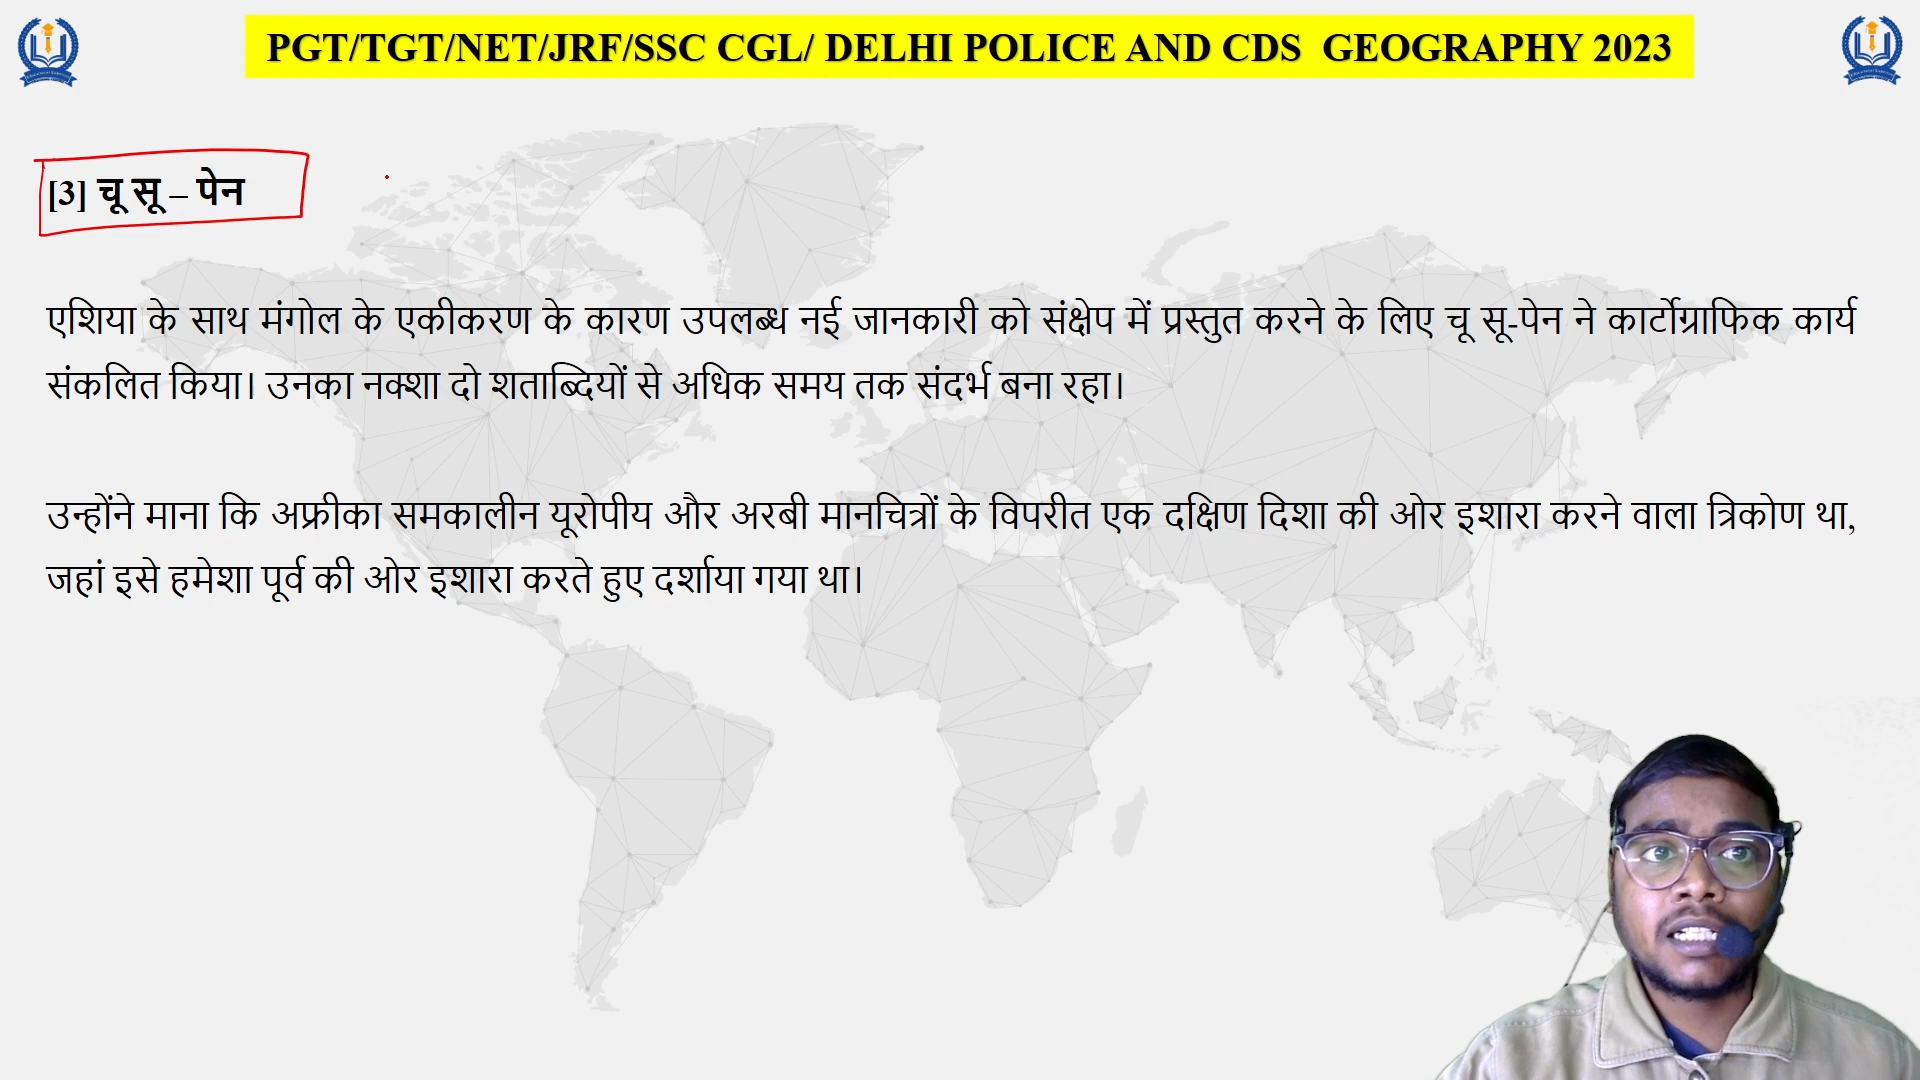 PGT/TGT/NET/JRF/SSC CGL/ DELHI POLICE AND CDS GEOGRAPHY 2023
[3] चू सू – पेन
एशिया के साथ मंगोल के एकीकरण के कारण उपलब्ध नई जानकारी को संक्षेप में प्रस्तुत करने के लिए चू सू-पेन ने कार्टोग्राफिक कार्य
संकलित किया। उनका नक्शा दो शताब्दियों से अधिक समय तक संदर्भ बना रहा।
उन्होंने माना कि अफ्रीका समकालीन यूरोपीय और अरबी मानचित्रों के विपरीत एक दक्षिण दिशा की ओर इशारा करने वाला त्रिकोण था,
जहां इसे हमेशा पूर्व की ओर इशारा करते हुए दर्शाया गया था।